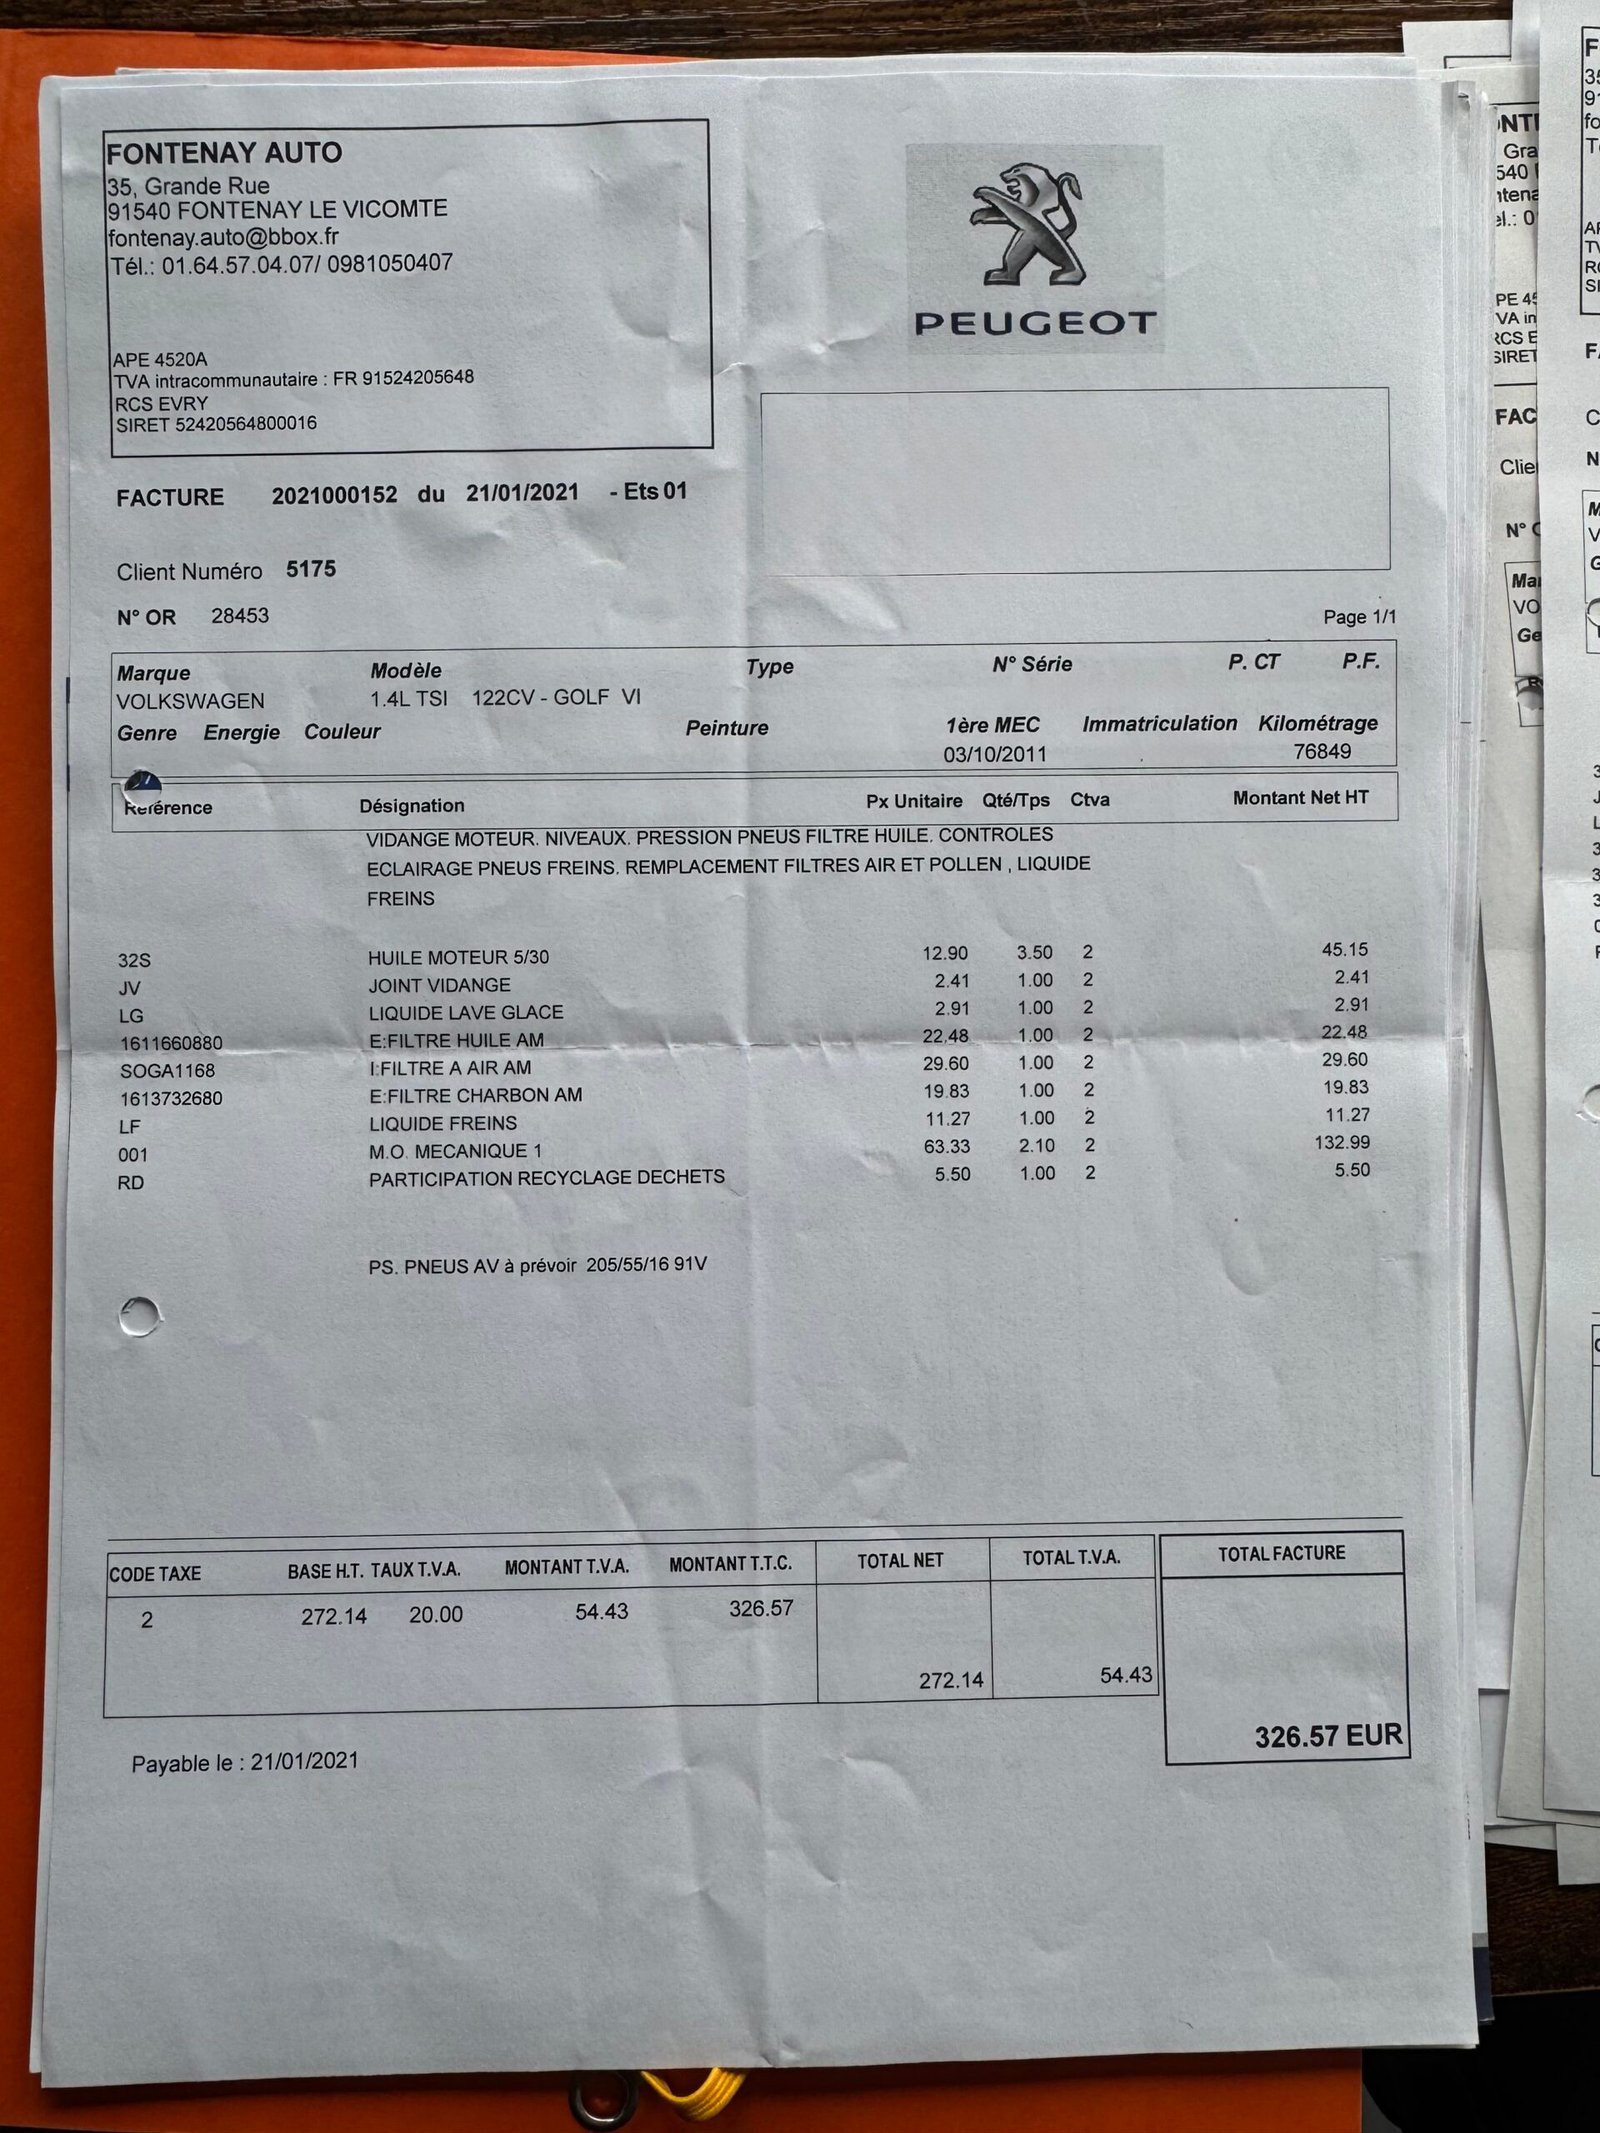 FONTENAY AUTO
35, Grande Rue
91540 FONTENAY LE VICOMTE
fontenay.auto@bbox.fr
Tél.: 01.64.57.04.07/ 0981050407
APE 4520A
TVA intracommunautaire : FR 91524205648
RCS EVRY
SIRET 52420564800016
PEUGEOT
FACTURE 2021000152 du 21/01/2021 - Ets 01
Client Numéro 5175
N° OR 28453
Page 1/1
Marque Modèle Type N° Série P. CT P.F.
VOLKSWAGEN 1.4L TSI 122CV - GOLF VI
Genre Energie Couleur Peinture 1ère MEC Immatriculation Kilométrage
03/10/2011 76849
Référence Désignation Px Unitaire Qté/Tps Ctva Montant Net HT
VIDANGE MOTEUR. NIVEAUX. PRESSION PNEUS FILTRE HUILE. CONTROLES
ECLAIRAGE PNEUS FREINS. REMPLACEMENT FILTRES AIR ET POLLEN , LIQUIDE
FREINS
32S HUILE MOTEUR 5/30 12.90 3.50 2 45.15
JV JOINT VIDANGE 2.41 1.00 2 2.41
LG LIQUIDE LAVE GLACE 2.91 1.00 2 2.91
1611660880 E:FILTRE HUILE AM 22.48 1.00 2 22.48
SOGA1168 I:FILTRE A AIR AM 29.60 1.00 2 29.60
1613732680 E:FILTRE CHARBON AM 19.83 1.00 2 19.83
LF LIQUIDE FREINS 11.27 1.00 2 11.27
001 M.O. MECANIQUE 1 63.33 2.10 2 132.99
RD PARTICIPATION RECYCLAGE DECHETS 5.50 1.00 2 5.50
PS. PNEUS AV à prévoir 205/55/16 91V
CODE TAXE BASE H.T. TAUX T.V.A. MONTANT T.V.A. MONTANT T.T.C. TOTAL NET TOTAL T.V.A. TOTAL FACTURE
2 272.14 20.00 54.43 326.57
272.14 54.43
326.57 EUR
Payable le : 21/01/2021